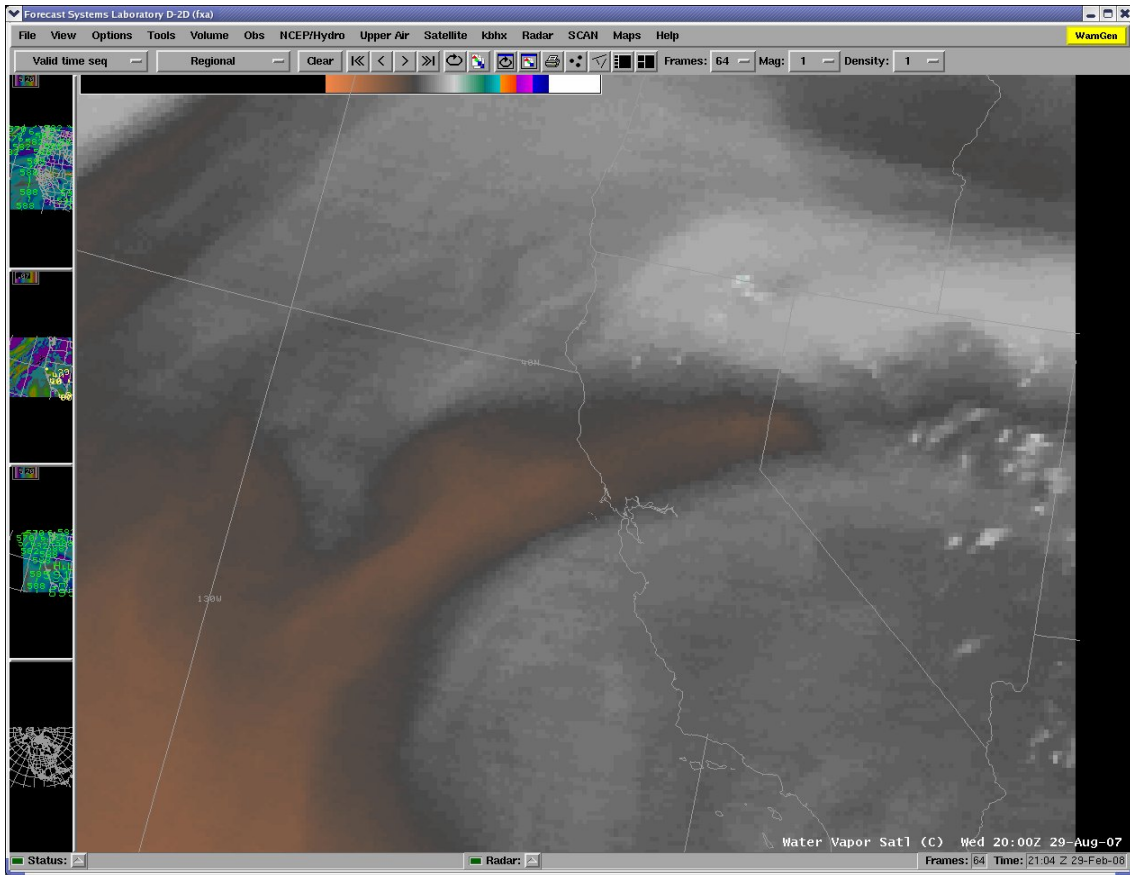 Forecast Systems Laboratory D-2D (fxa)
File View Options Tools Volume Obs NCEP/Hydro Upper Air Satellite kbhx Radar SCAN Maps Help WarnGen
Valid time seq Regional Clear Frames: 64 Mag: 1 Density: 1
40N
130W
Water Vapor Satl (C) Wed 20:00Z 29-Aug-07
Status: Radar: Frames: 64 Time: 21:04 Z 29-Feb-08